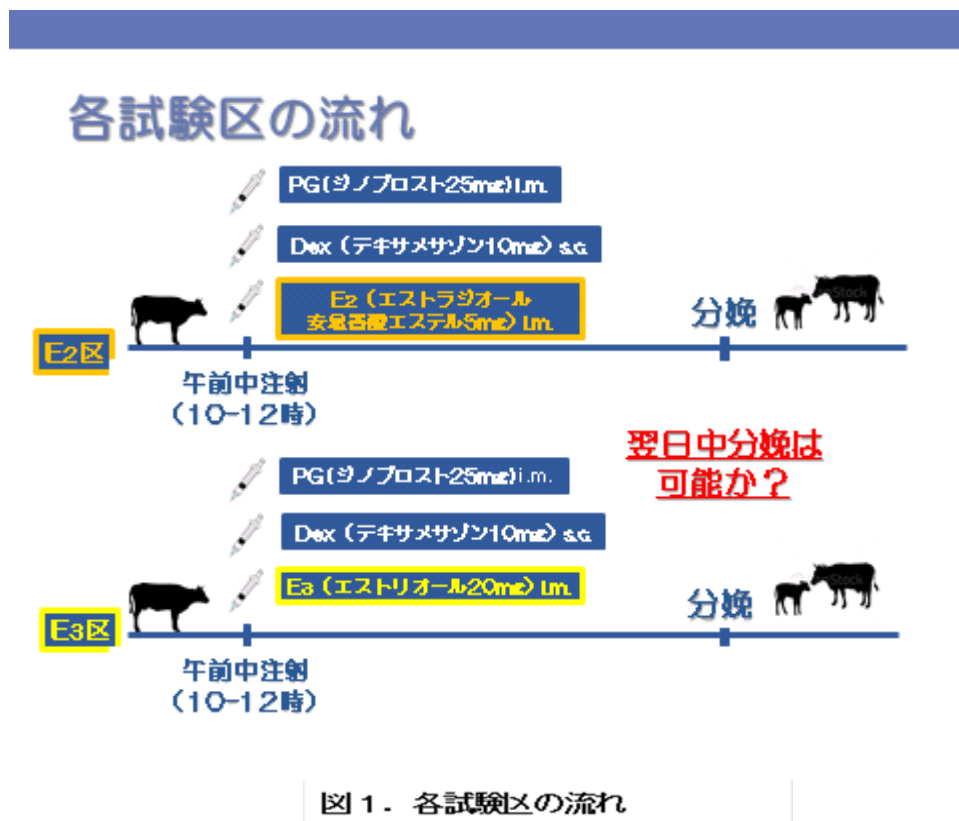 各試験区の流れ
PG(ジノプロスト25mg)i.m.
Dex（デキサメサゾン10mg）s.c.
E2（エストラジオール
安息香酸エステル5mg）i.m.
E2区
分娩
iStock
午前中注射
（10-12時）
翌日中分娩は
可能か？
PG(ジノプロスト25mg)i.m.
Dex（デキサメサゾン10mg）s.c.
E3（エストリオール20mg）i.m.
E3区
分娩
iStock
午前中注射
（10-12時）
図1．各試験区の流れ